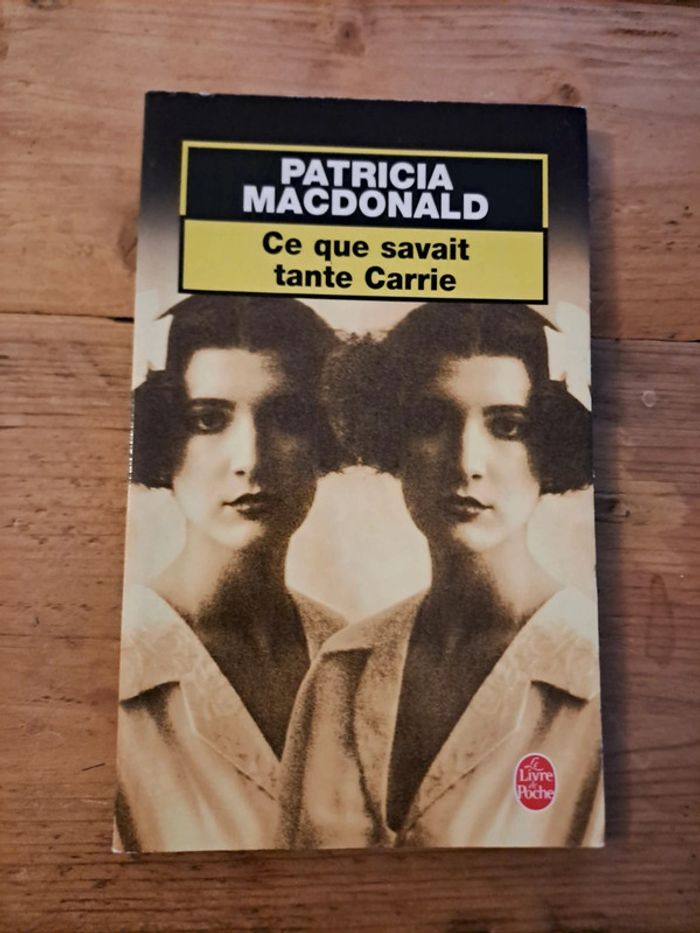 PATRICIA
MACDONALD
Ce que savait
tante Carrie
Le
Livre
de
Poche